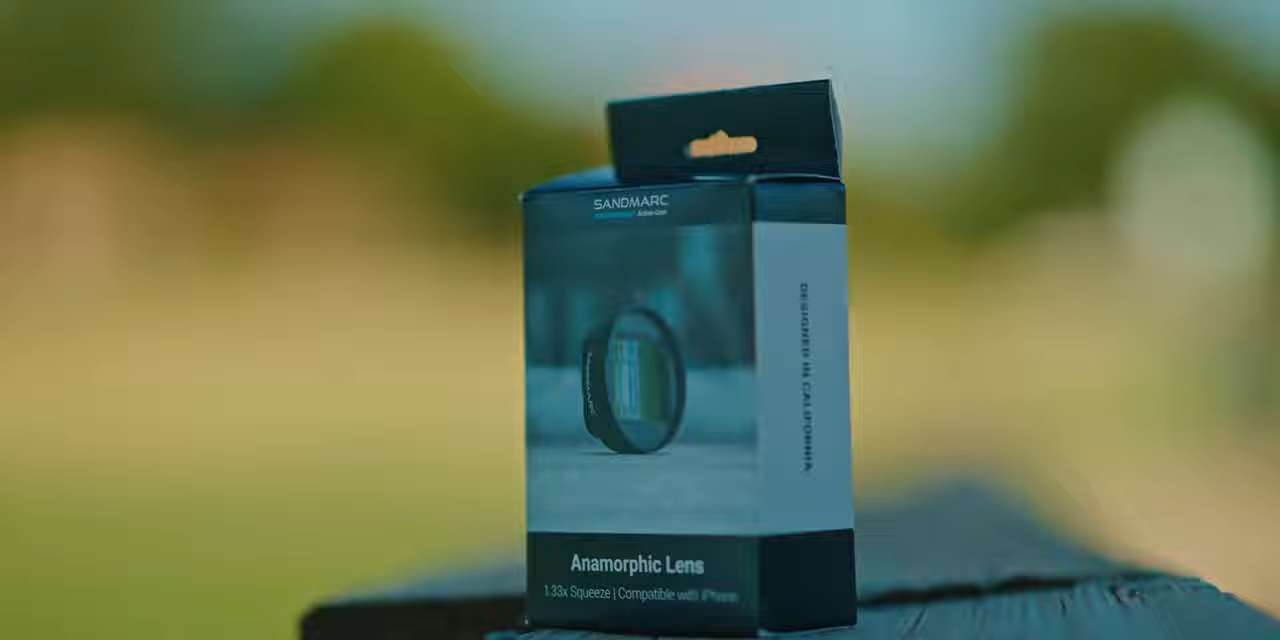 SANDMARC
Anamorphic Lens
1.33x Squeeze | Compatible with iPhone
DESIGNED IN CALIFORNIA